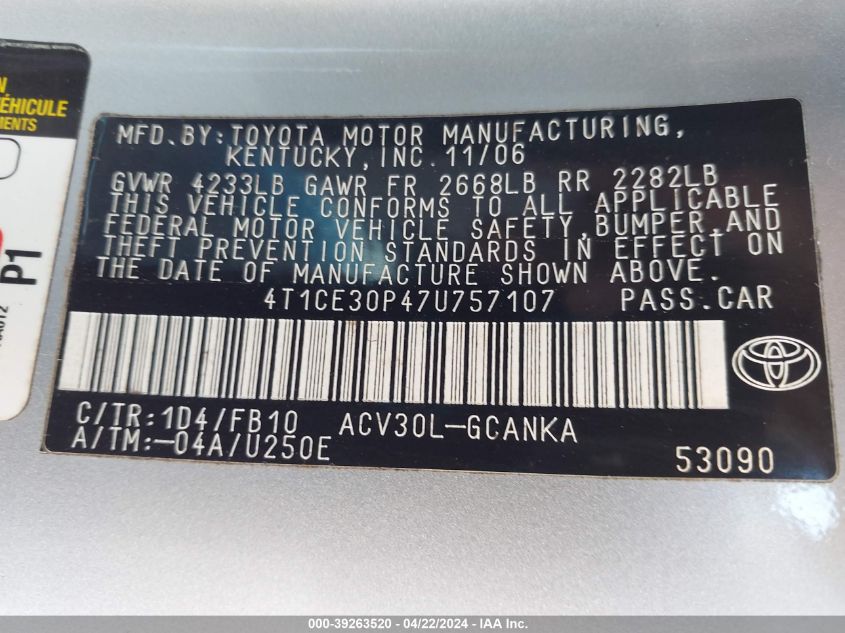 N
ÉHICULE
MENTS
P1
MFD.BY:TOYOTA MOTOR MANUFACTURING,
KENTUCKY,INC.11/06
GVWR 4233LB GAWR FR 2668LB RR 2282LB
THIS VEHICLE CONFORMS TO ALL APPLICABLE
FEDERAL MOTOR VEHICLE SAFETY,BUMPER,AND
THEFT PREVENTION STANDARDS IN EFFECT ON
THE DATE OF MANUFACTURE SHOWN ABOVE.
4T1CE30P47U757107 PASS.CAR
C/TR:1D4/FB10 ACV30L-GCANKA
A/TM:-04A/U250E
53090
000-39263520 - 04/22/2024 - IAA Inc.